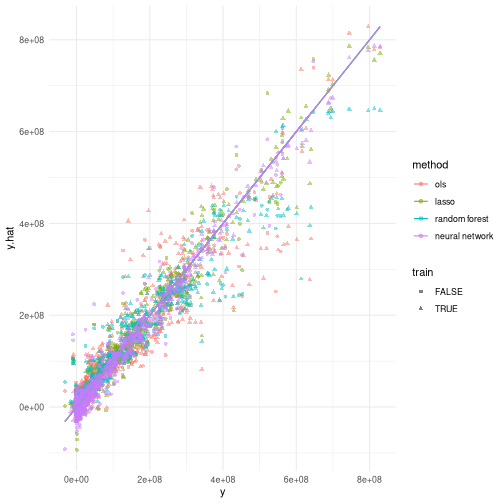 8e+08
6e+08
4e+08
2e+08
0e+00
y.hat
0e+00 2e+08 4e+08 6e+08 8e+08
y
method
ols
lasso
random forest
neural network
train
FALSE
TRUE